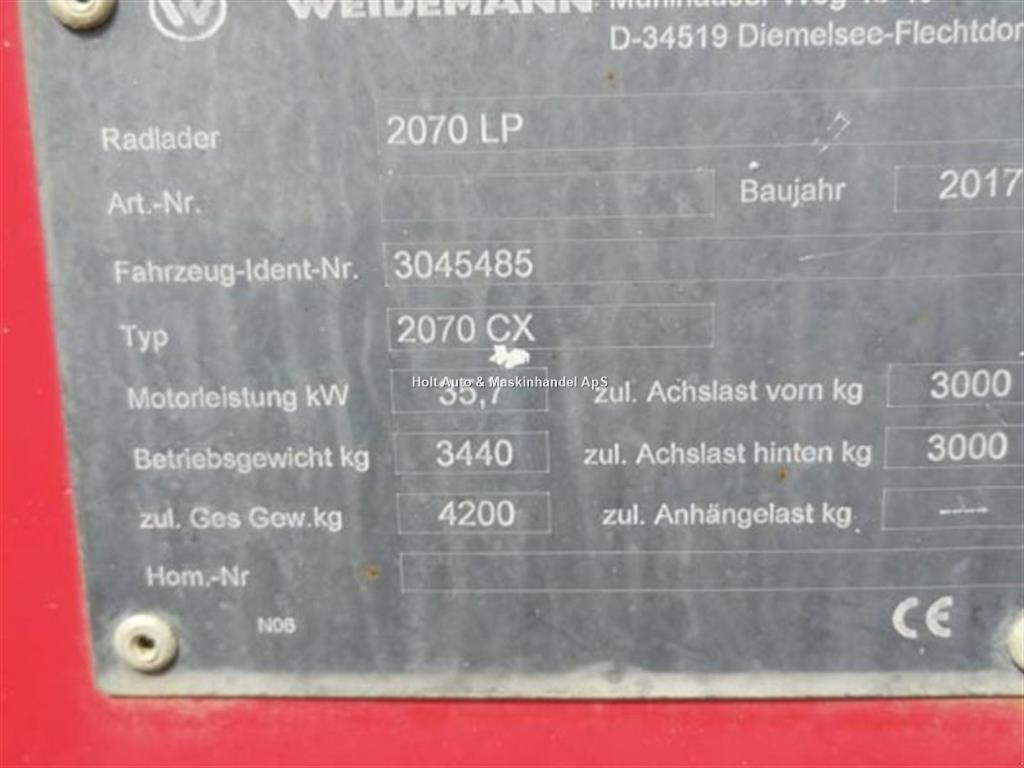 WEIDEMANN
D-34519 Diemelsee-Flechtdor
Radlader 2070 LP
Art.-Nr. Baujahr 2017
Fahrzeug-Ident-Nr. 3045485
Typ 2070 CX
Holt Auto & Maskinhandel ApS
Motorleistung kW 35,7 zul. Achslast vorn kg 3000
Betriebsgewicht kg 3440 zul. Achslast hinten kg 3000
zul. Ges Gew.kg 4200 zul. Anhängelast kg ----
Hom.-Nr
N06
CE